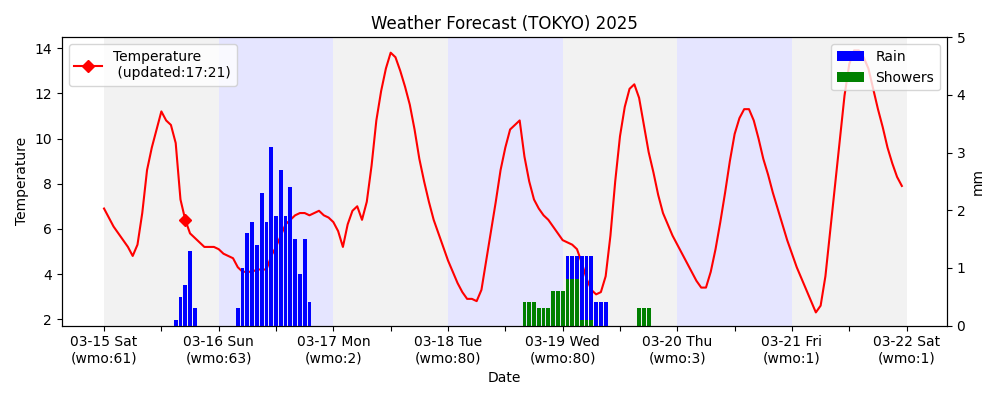 Weather Forecast (TOKYO) 2025
Temperature
(updated:17:21)
Rain
Showers
14
12
10
8
6
4
2
Temperature
5
4
3
2
1
0
mm
03-15 Sat
(wmo:61)
03-16 Sun
(wmo:63)
03-17 Mon
(wmo:2)
03-18 Tue
(wmo:80)
03-19 Wed
(wmo:80)
03-20 Thu
(wmo:3)
03-21 Fri
(wmo:1)
03-22 Sat
(wmo:1)
Date